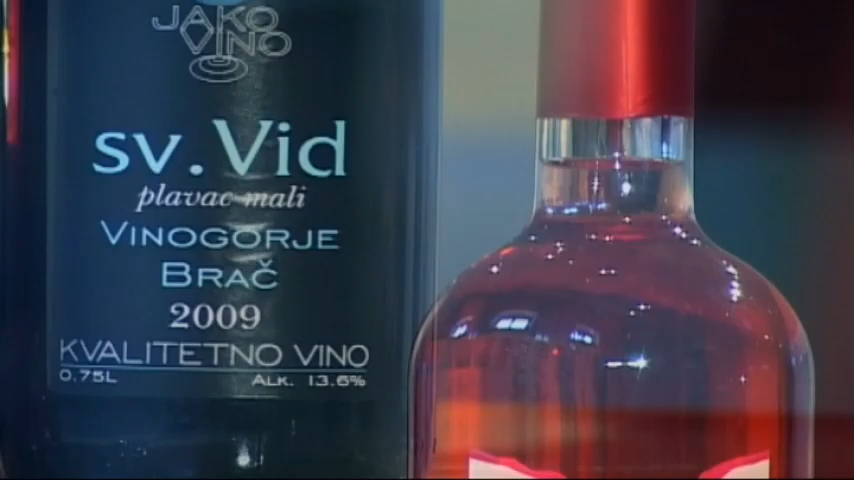 JAKO
VINO
sv. Vid
plavac mali
VINOGORJE
BRAČ
2009
KVALITETNO VINO
0.75L ALK. 13.6%